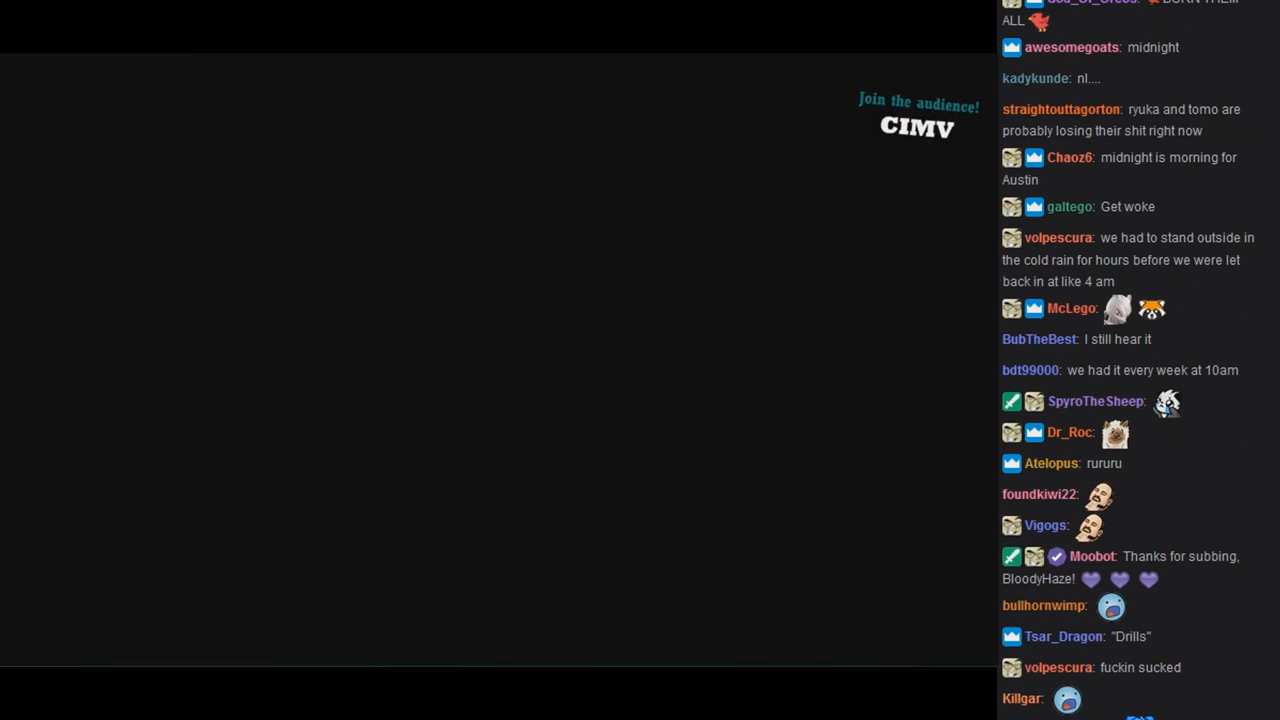 Join the audience!
CIMV
ALL
awesomegoats: midnight
kadykunde: nl....
straightouttagorton: ryuka and tomo are
probably losing their shit right now
Chaoz6: midnight is morning for
Austin
galtego: Get woke
volpescura: we had to stand outside in
the cold rain for hours before we were let
back in at like 4 am
McLego:
BubTheBest: I still hear it
bdt99000: we had it every week at 10am
SpyroTheSheep:
Dr_Roc:
Atelopus: rururu
foundkiwi22:
Vigogs:
Moobot: Thanks for subbing,
BloodyHaze!
bullhornwimp:
Tsar_Dragon: "Drills"
volpescura: fuckin sucked
Killgar: